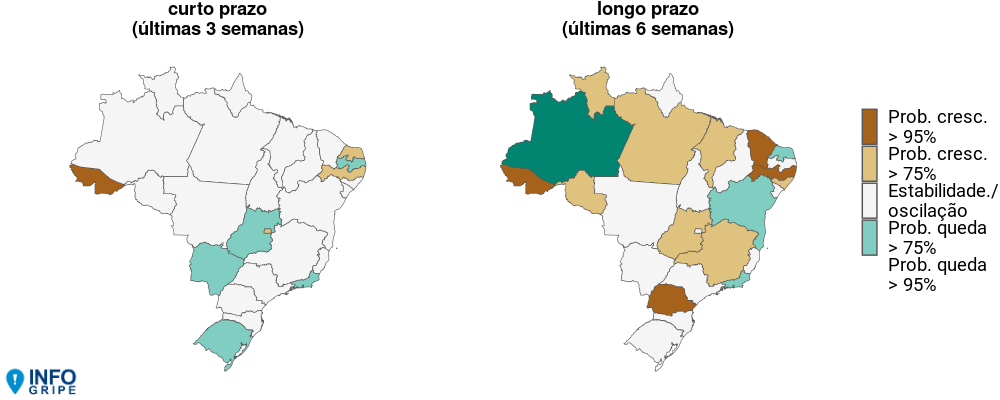 curto prazo
(últimas 3 semanas)
longo prazo
(últimas 6 semanas)
Prob. cresc.
> 95%
Prob. cresc.
> 75%
Estabilidade./
oscilação
Prob. queda
> 75%
Prob. queda
> 95%
INFO
GRIPE